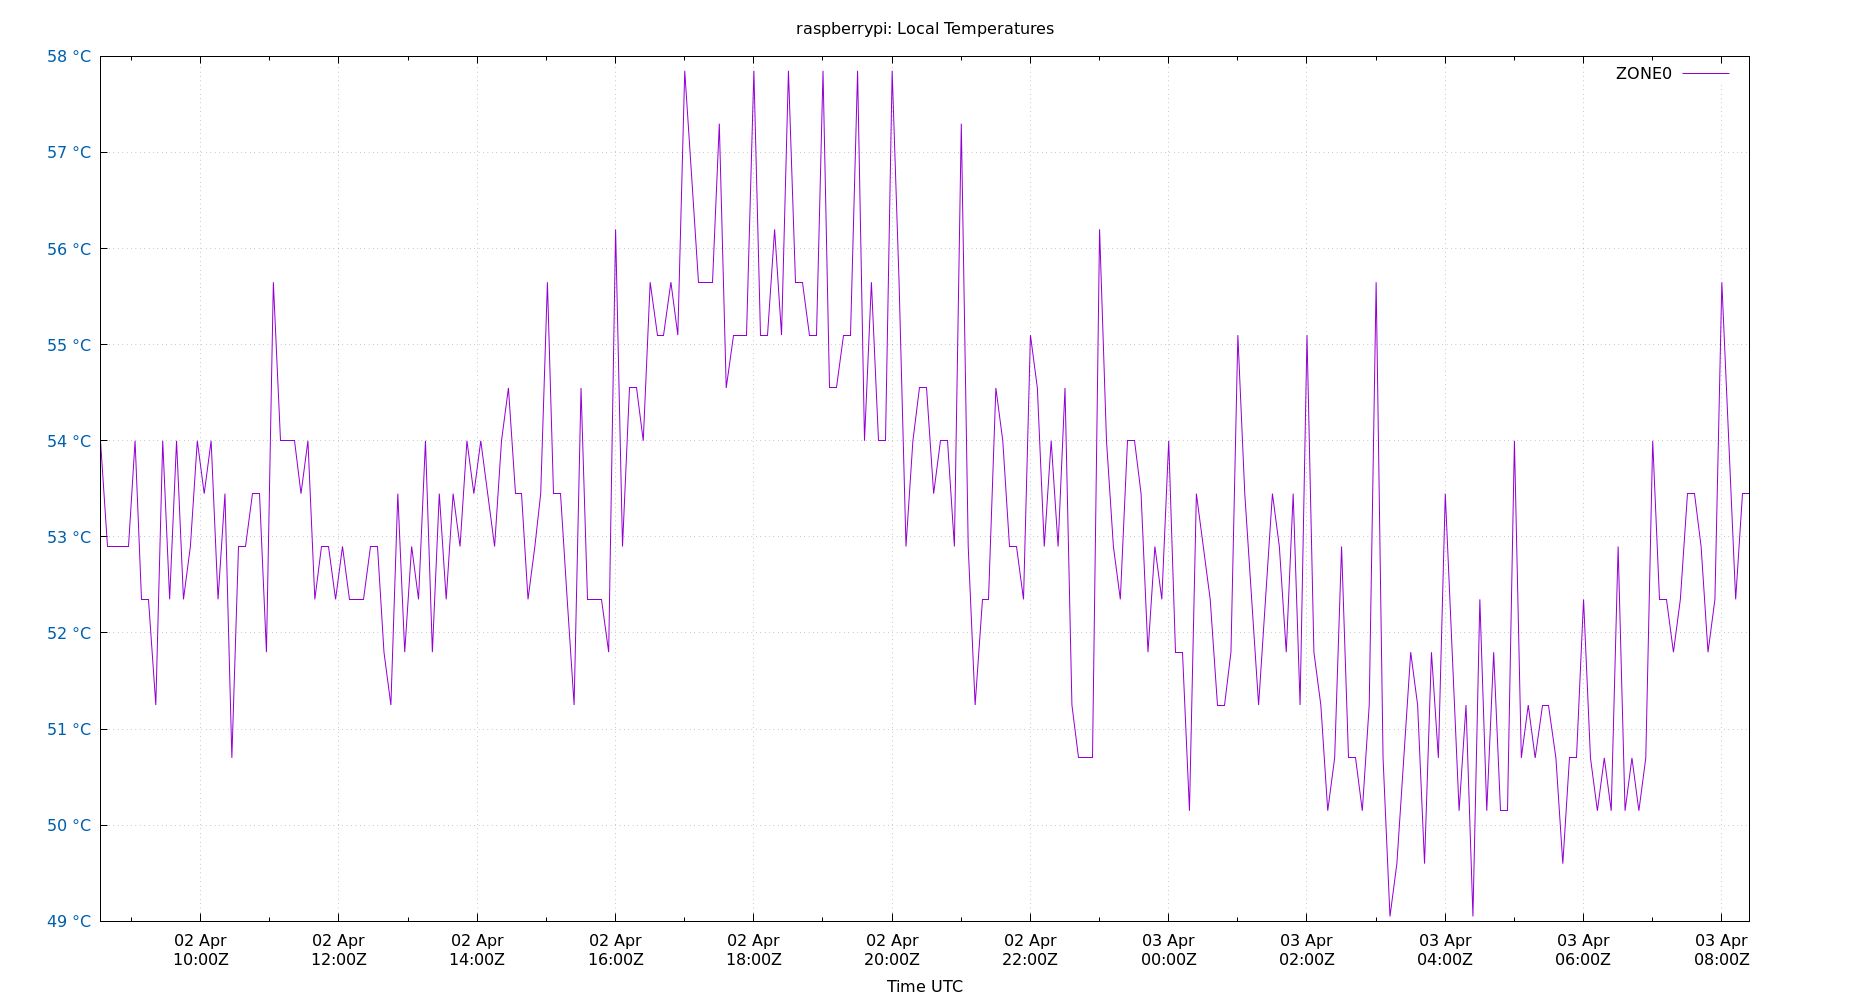 raspberrypi: Local Temperatures
ZONE0
58 °C
57 °C
56 °C
55 °C
54 °C
53 °C
52 °C
51 °C
50 °C
49 °C
02 Apr 02 Apr 02 Apr 02 Apr 02 Apr 02 Apr 02 Apr 03 Apr 03 Apr 03 Apr 03 Apr 03 Apr
10:00Z 12:00Z 14:00Z 16:00Z 18:00Z 20:00Z 22:00Z 00:00Z 02:00Z 04:00Z 06:00Z 08:00Z
Time UTC